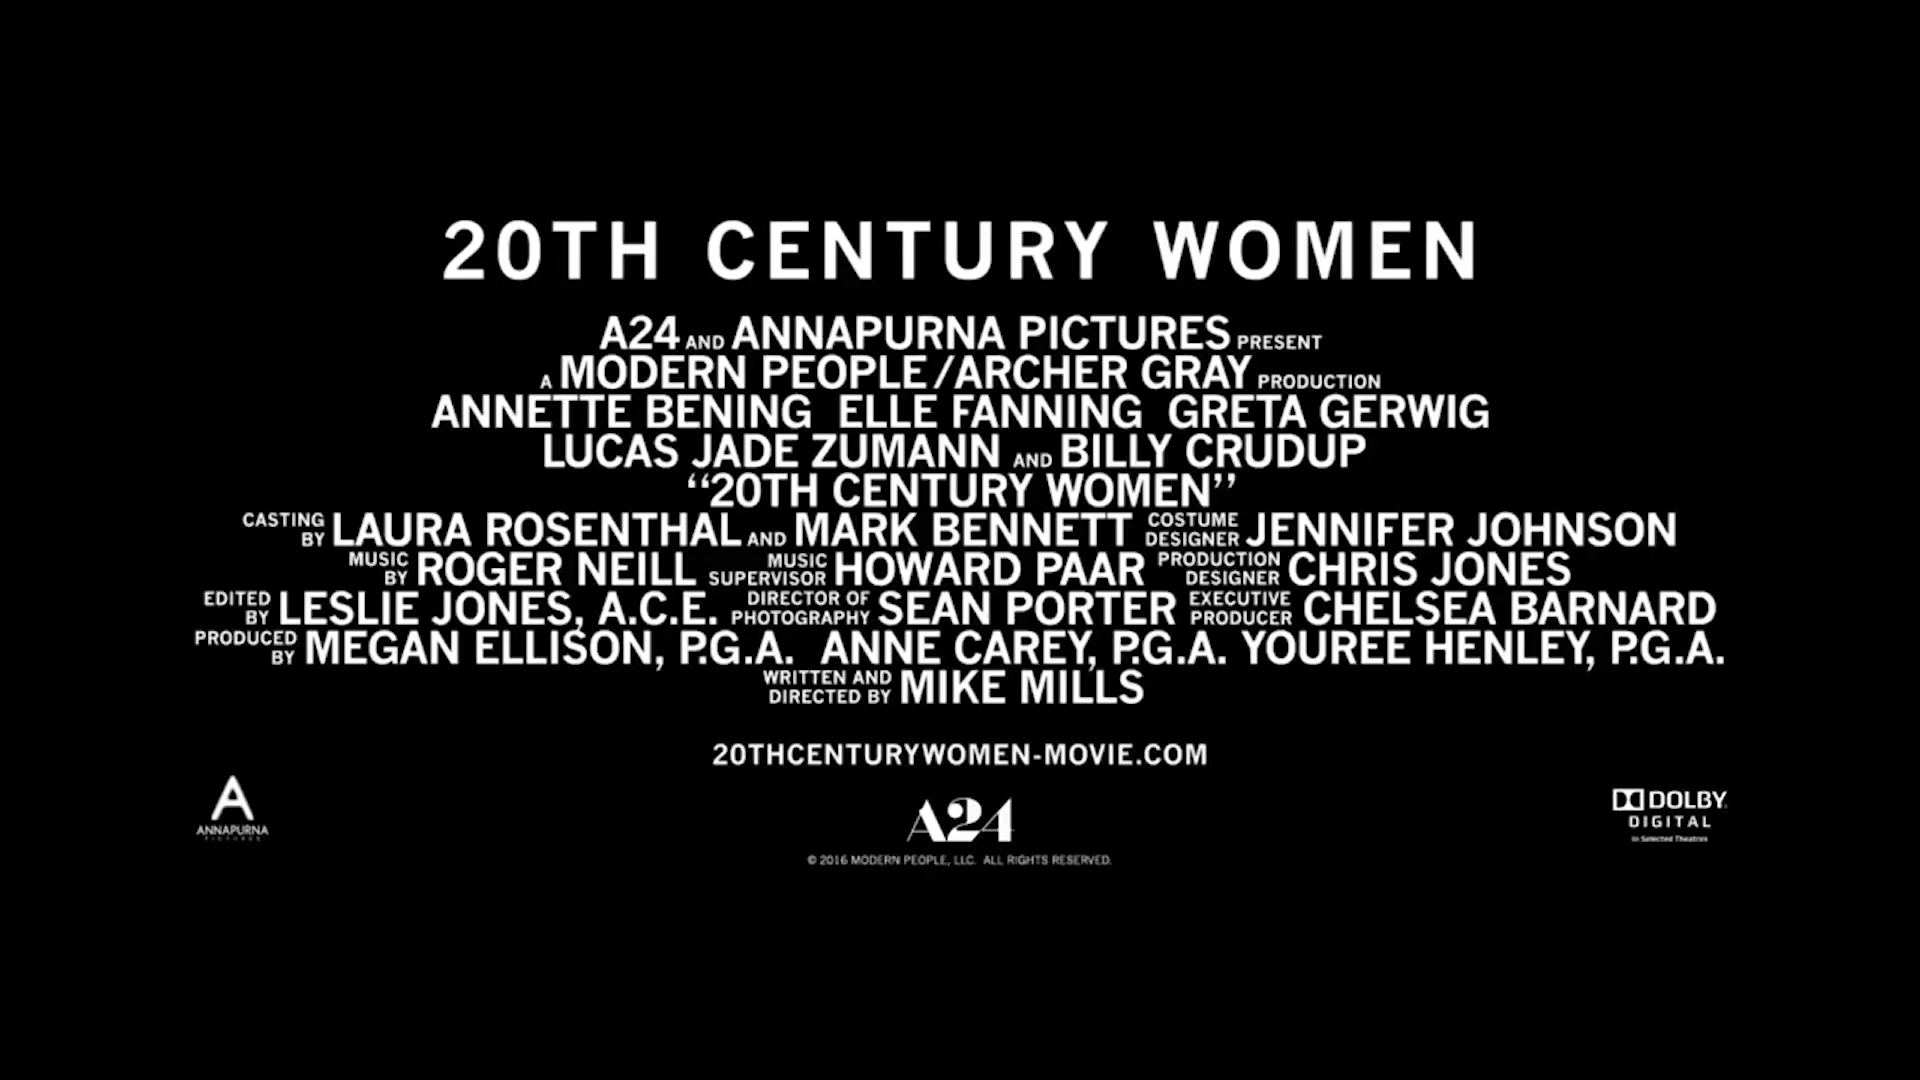 20TH CENTURY WOMEN
A24 AND ANNAPURNA PICTURES PRESENT
A MODERN PEOPLE/ARCHER GRAY PRODUCTION
ANNETTE BENING ELLE FANNING GRETA GERWIG
LUCAS JADE ZUMANN AND BILLY CRUDUP
“20TH CENTURY WOMEN”
CASTING BY LAURA ROSENTHAL AND MARK BENNETT COSTUME DESIGNER JENNIFER JOHNSON
MUSIC BY ROGER NEILL MUSIC SUPERVISOR HOWARD PAAR PRODUCTION DESIGNER CHRIS JONES
EDITED BY LESLIE JONES, A.C.E. DIRECTOR OF PHOTOGRAPHY SEAN PORTER EXECUTIVE PRODUCER CHELSEA BARNARD
PRODUCED BY MEGAN ELLISON, P.G.A. ANNE CAREY, P.G.A. YOUREE HENLEY, P.G.A.
WRITTEN AND DIRECTED BY MIKE MILLS
20THCENTURYWOMEN-MOVIE.COM
A
ANNAPURNA
PICTURES
A24
© 2016 MODERN PEOPLE, LLC. ALL RIGHTS RESERVED.
DOLBY
DIGITAL
In Selected Theatres